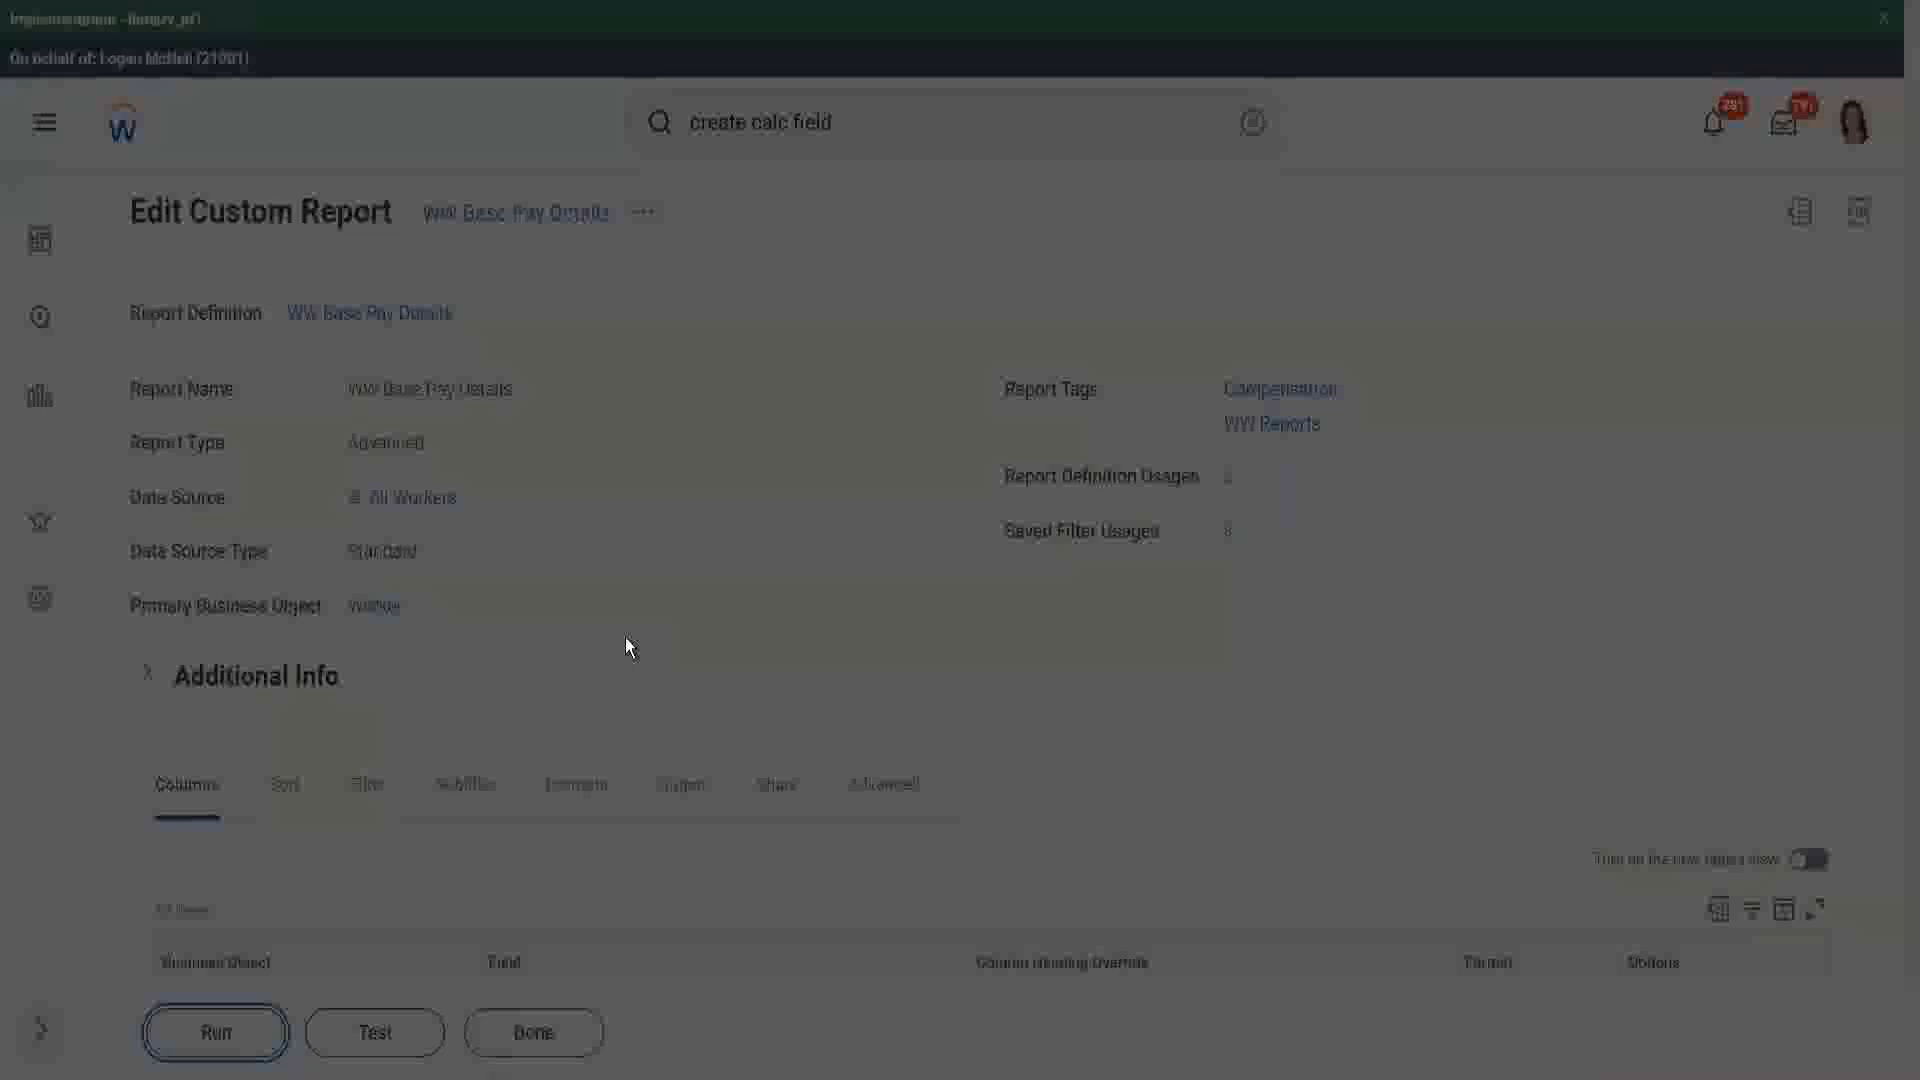 On behalf of: Logan McNeil (21001)
W
create calc field
Edit Custom Report WW Base Pay Details ...
Report Definition WW Base Pay Details
Report Name WW Base Pay Details
Report Tags Compensation
WW Reports
Report Type Advanced
Report Definition Usages
Data Source All Workers
Saved Filter Usages 8
Data Source Type Standard
Primary Business Object Worker
Additional Info
Columns Sort Filter Subfilter Prompts Output Share Advanced
Turn on the new tables view
Business Object Field Column Heading Override Format Options
Run Test Done